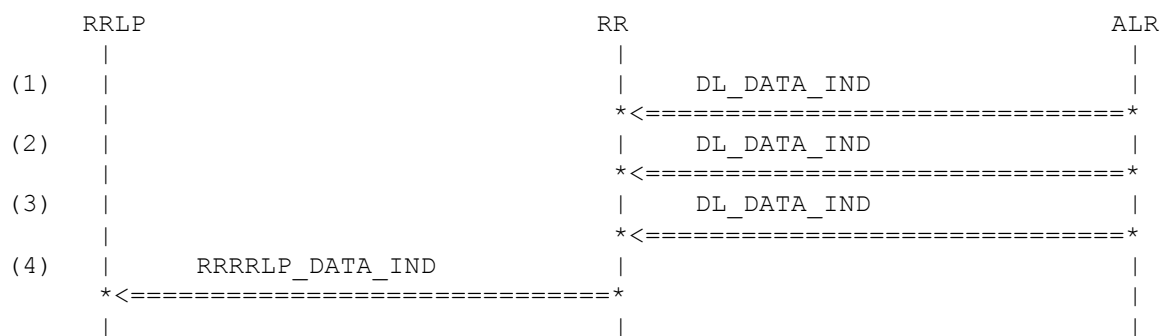 RRLP RR ALR
(1) DL_DATA_IND
(2) DL_DATA_IND
(3) DL_DATA_IND
(4) RRRRLP_DATA_IND